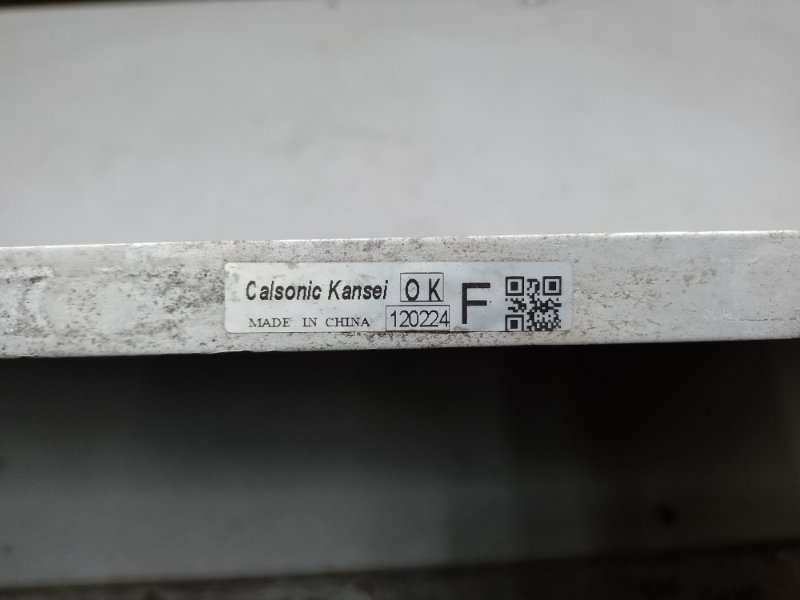 Calsonic Kansei OK F
MADE IN CHINA 120224